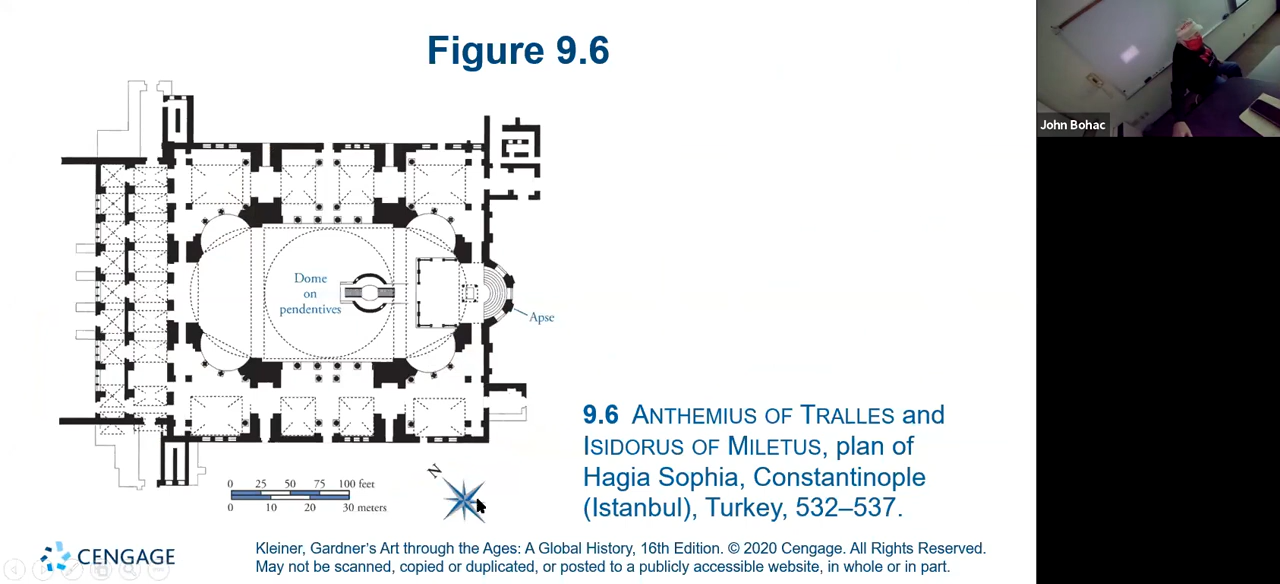 Figure 9.6
John Bohac
Dome
on
pendentives
Apse
9.6 ANTHEMIUS OF TRALLES and
ISIDORUS OF MILETUS, plan of
Hagia Sophia, Constantinople
(Istanbul), Turkey, 532–537.
0 25 50 75 100 feet
0 10 20 30 meters
N
CENGAGE
Kleiner, Gardner's Art through the Ages: A Global History, 16th Edition. © 2020 Cengage. All Rights Reserved.
May not be scanned, copied or duplicated, or posted to a publicly accessible website, in whole or in part.